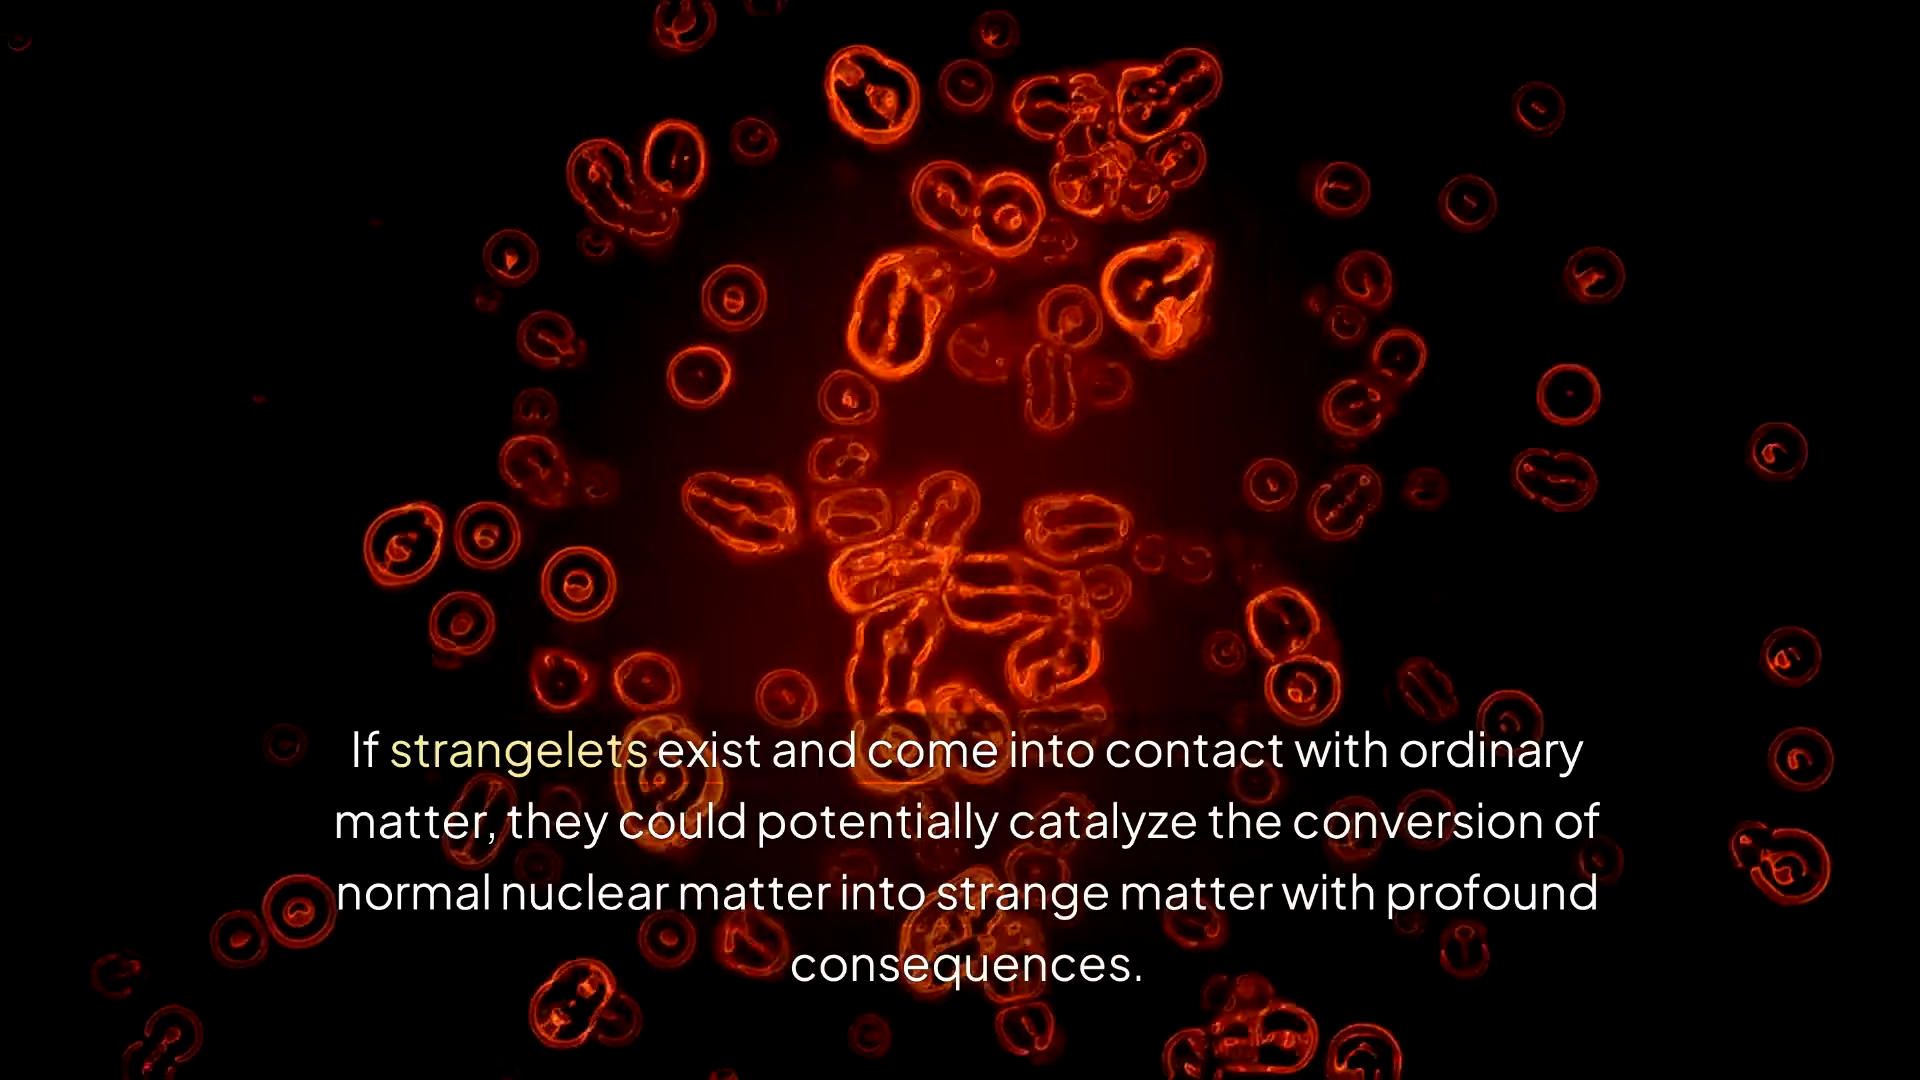 If strangelets exist and come into contact with ordinary
matter, they could potentially catalyze the conversion of
normal nuclear matter into strange matter with profound
consequences.